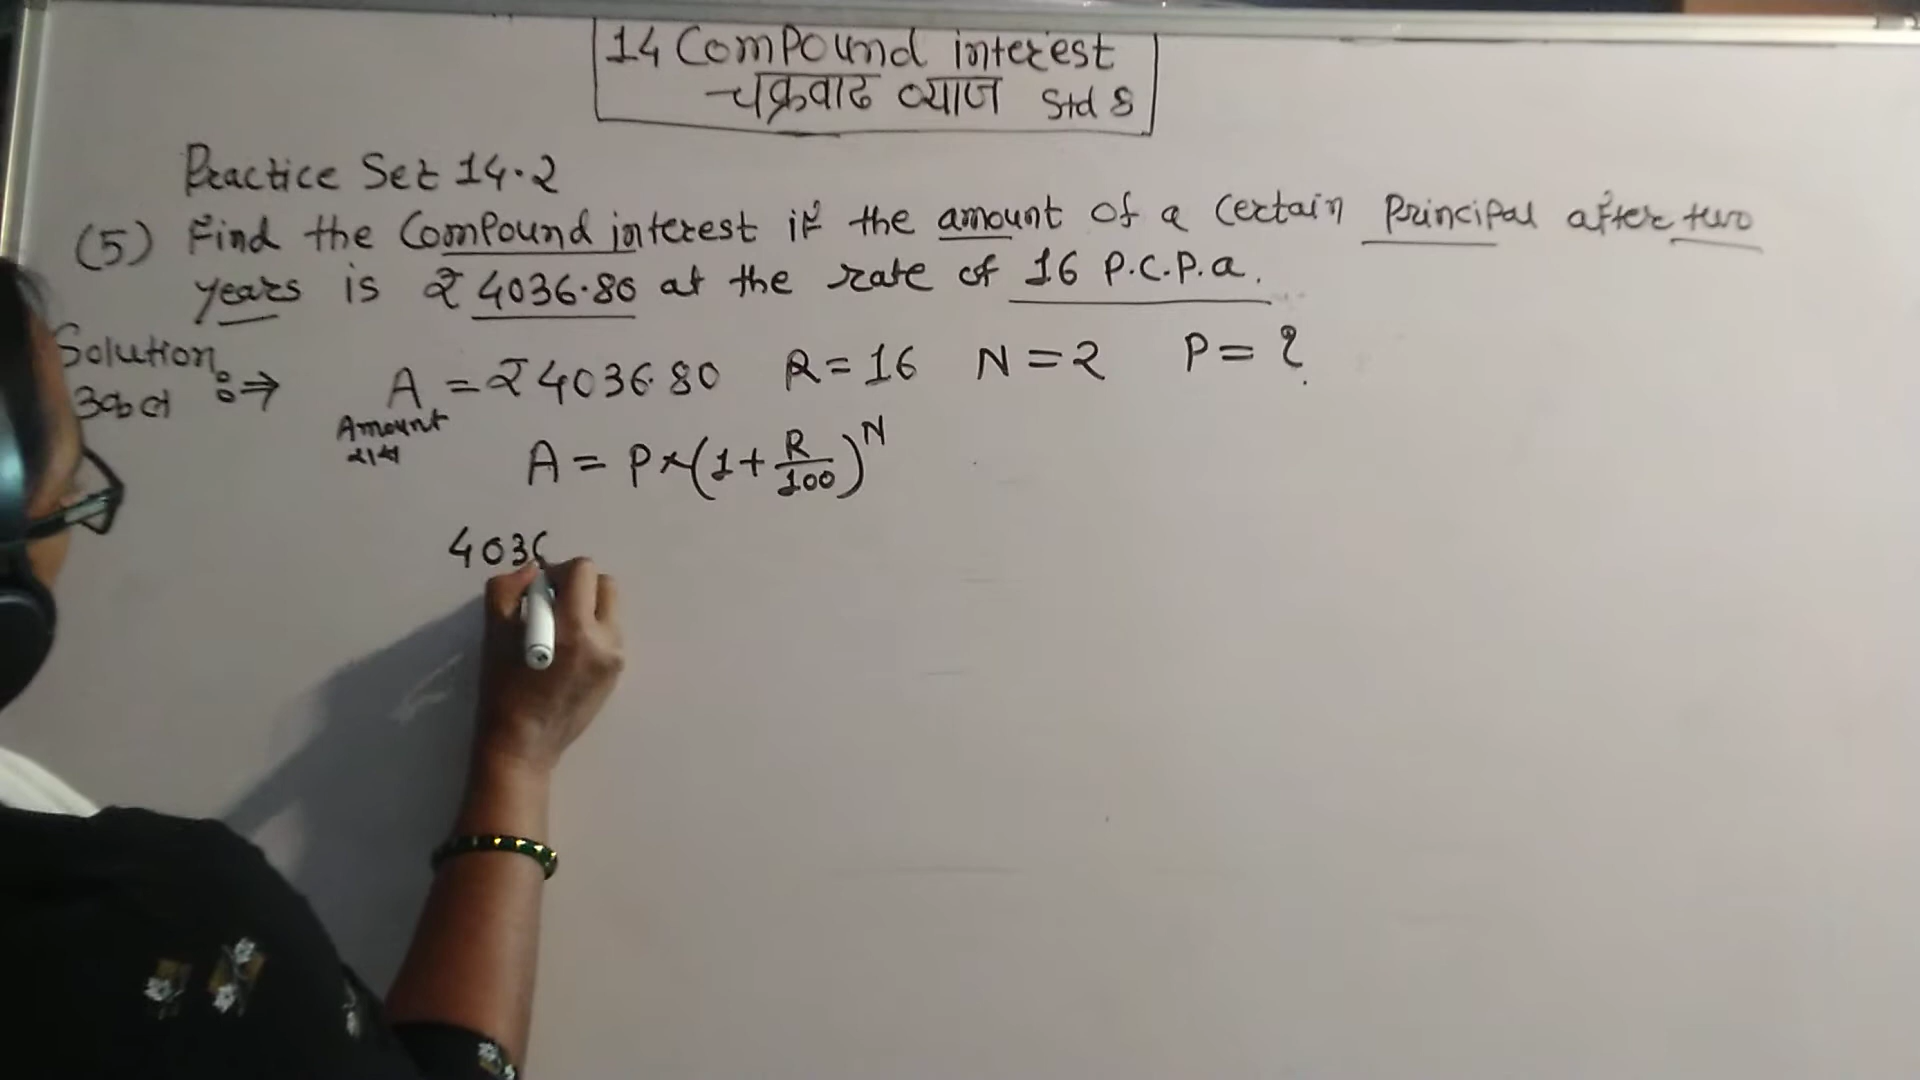 14 Compound interest
चक्रवाढ व्याज Std 8
Practice Set 14.2
(5) Find the Compound interest if the amount of a certain Principal after two
years is ₹ 4036.80 at the rate of 16 P.C.P.a.
Solution
उकल :⇒ A = ₹ 4036.80 R = 16 N = 2 P = ?
Amount
रास
A = P × (1 + R/100)^N
4036